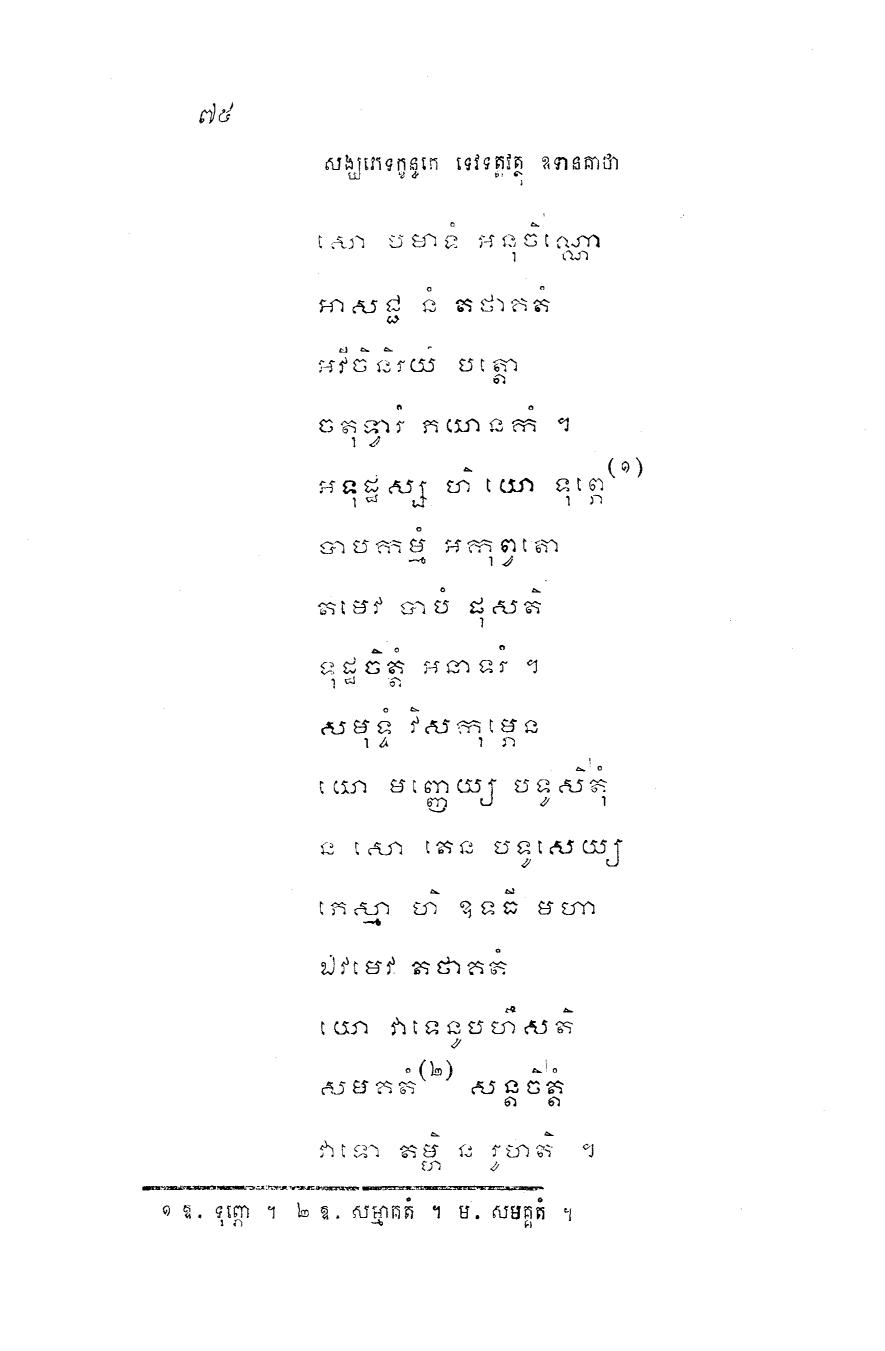 ៧៥
សង្ឃភេទក្ខន្ធកេ ទេវទត្តវត្ថុ ឧទានគាថា
សោ បមាទំ អនុចិណ្ណោ
អាសជ្ជ នំ តថាគតំ
អវីចិនិរយំ បត្តោ
ចតុទ្វារំ ភយានកំ ។
អទុដ្ឋស្ស ហិ យោ ទុព្ភេ(១)
បាបកម្មំ អកុព្វតោ
តមេវ បាបំ ផុសតិ
ទុដ្ឋចិត្តំ អនាទរំ ។
សមុទ្ទំ វិសកុម្ភេន
យោ មញ្ញេយ្យ បទូសិតុំ
ន សោ តេន បទូសេយ្យ
ភេស្មា ហិ ឧទធី មហា
ឯវមេវ តថាគតំ
យោ វាទេនូបហឹសតិ
សមគតំ(២) សន្តចិត្តំ
វាទោ តម្ហិ ន រូហតិ ។
១ ឱ. ទុព្ភោ ។ ២ ឱ. សម្មាគតំ ។ ម. សមគ្គតំ ។